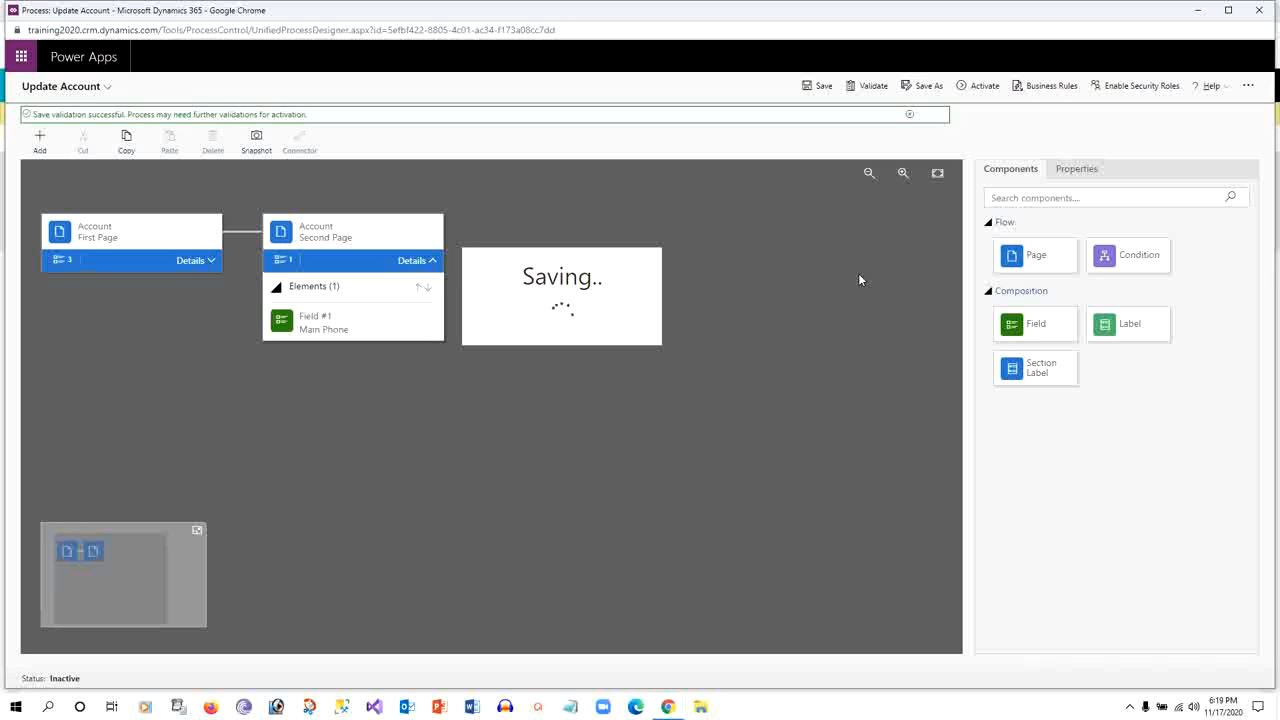 Process: Update Account - Microsoft Dynamics 365 - Google Chrome
training2020.crm.dynamics.com/Tools/ProcessControl/UnifiedProcessDesigner.aspx?id=5efbf422-8805-4c01-ac34-f173a08cc7dd
Power Apps
Update Account
Save
Validate
Save As
Activate
Business Rules
Enable Security Roles
? Help
Save validation successful. Process may need further validations for activation.
Add
Cut
Copy
Paste
Delete
Snapshot
Connector
Components
Properties
Search components....
Flow
Page
Condition
Composition
Field
Label
Section
Label
Account
First Page
3
Details
Account
Second Page
1
Details
Elements (1)
Field #1
Main Phone
Saving..
Status: Inactive
6:19 PM
11/17/2020